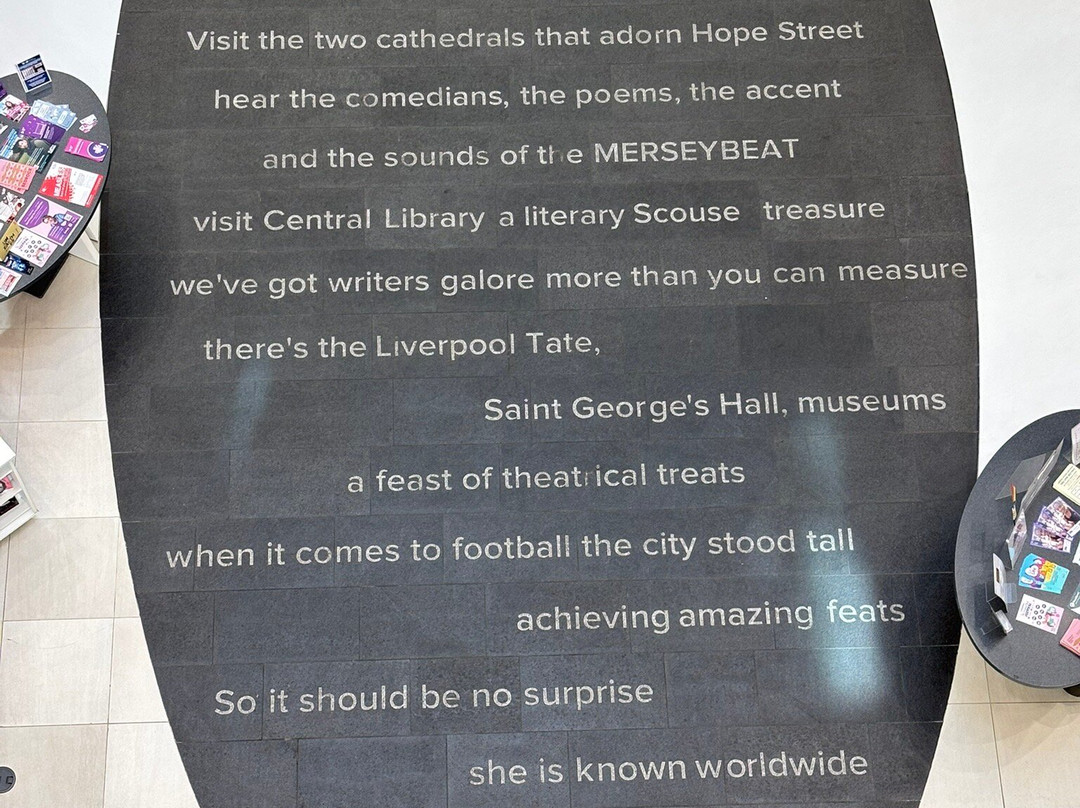 Visit the two cathedrals that adorn Hope Street
hear the comedians, the poems, the accent
and the sounds of the MERSEYBEAT
visit Central Library a literary Scouse treasure
we've got writers galore more than you can measure
there's the Liverpool Tate,
Saint George's Hall, museums
a feast of theatrical treats
when it comes to football the city stood tall
achieving amazing feats
So it should be no surprise
she is known worldwide